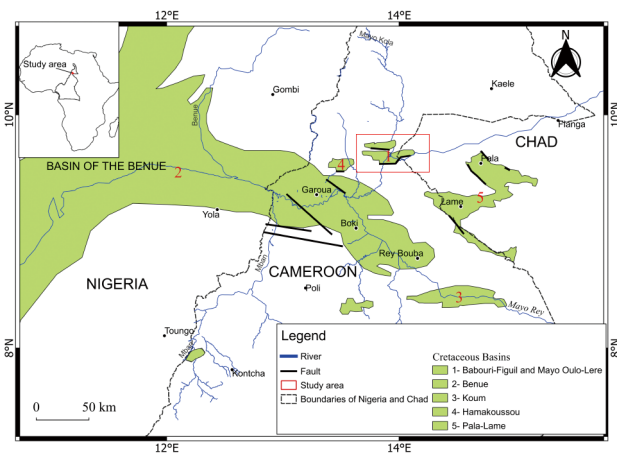 12°E
14°E
N
Study area
Mayo Kola
Kaele
Gombi
10°N
10°N
Benue
Fianga
CHAD
BASIN OF THE BENUE
2
4
1
Pala
Garoua
5
Lame
Yola
Boki
Rey Bouba
CAMEROON
NIGERIA
Poli
3
Mayo Rey
Toungo
Kontcha
8°N
8°N
Legend
River
Fault
Study area
Boundaries of Nigeria and Chad
Cretaceous Basins
1- Babouri-Figuil and Mayo Oulo-Lere
2- Benue
3- Koum
4- Hamakoussou
5- Pala-Lame
0 50 km
12°E
14°E